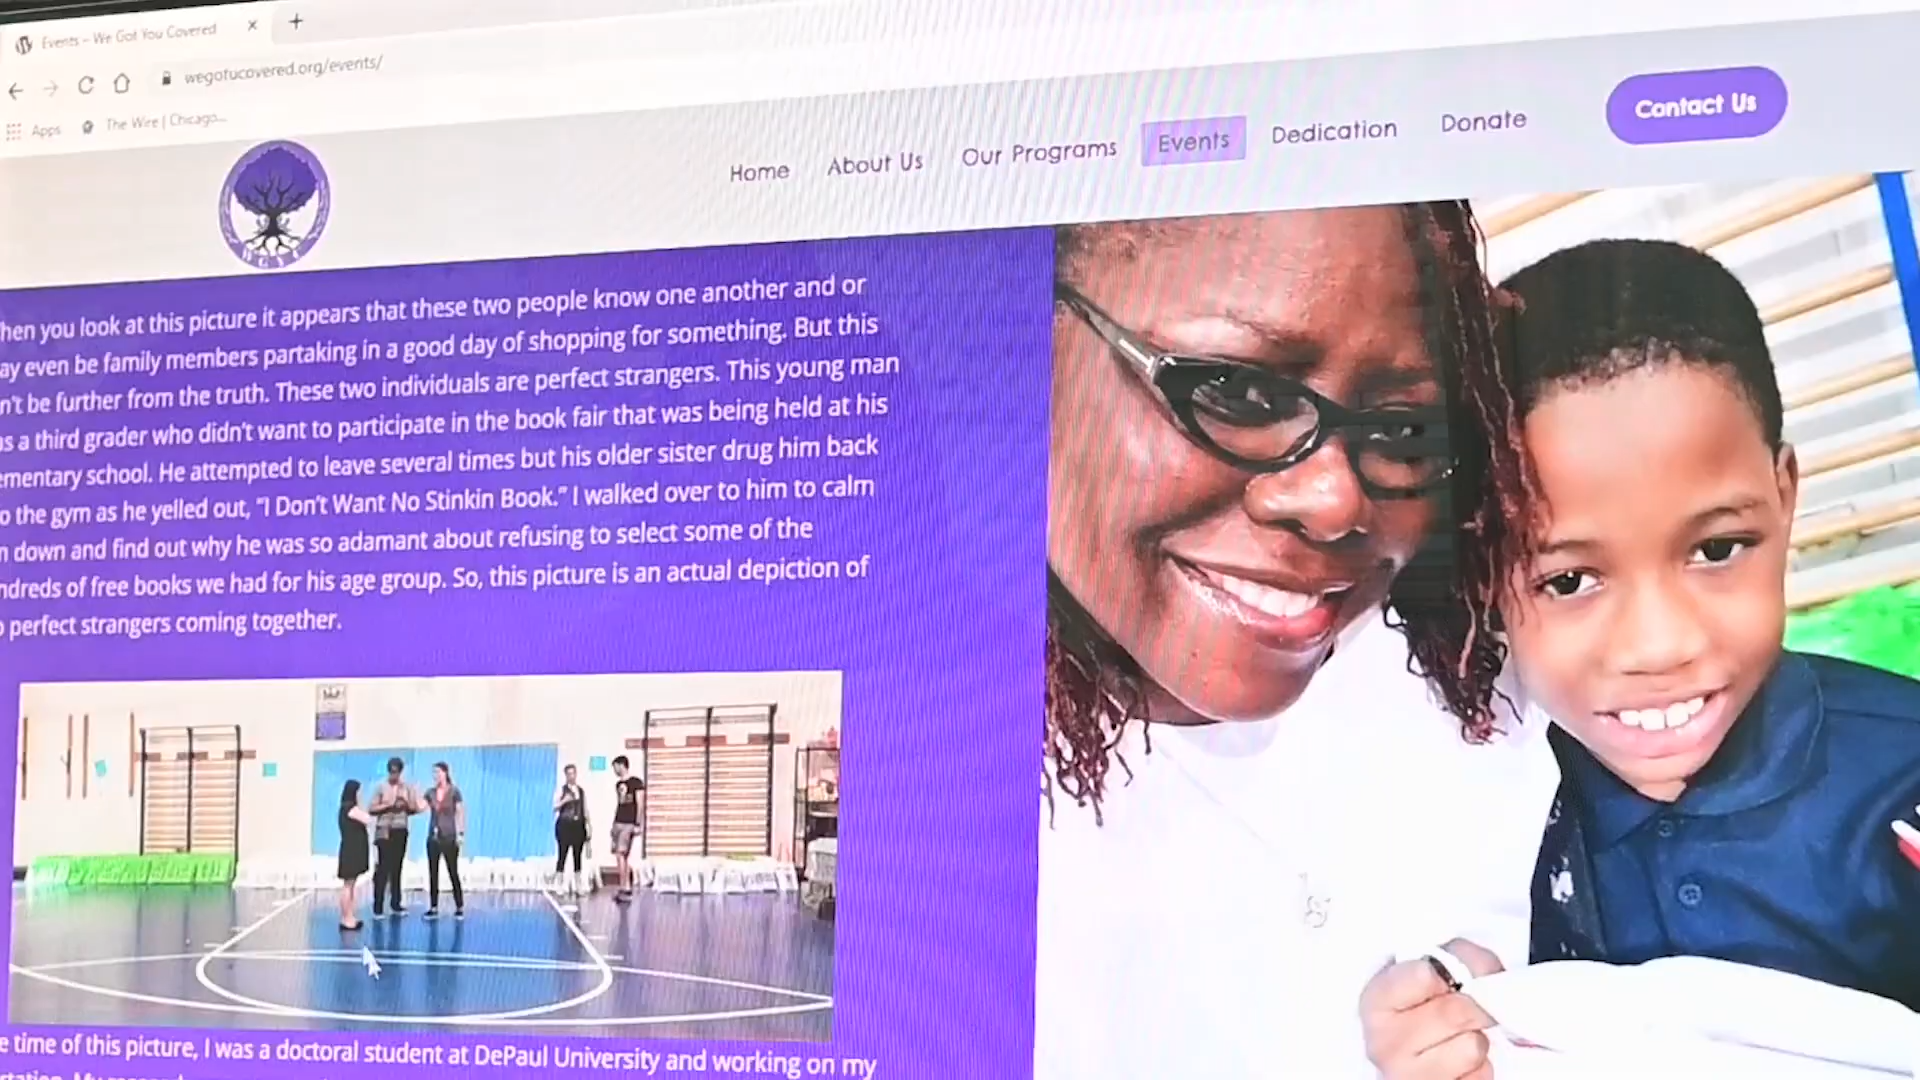 Events – We Got You Covered
wegotucovered.org/events/
Apps
The Wire | Chicago...
Home
About Us
Our Programs
Events
Dedication
Donate
Contact Us
W G Y C
hen you look at this picture it appears that these two people know one another and or
ay even be family members partaking in a good day of shopping for something. But this
n't be further from the truth. These two individuals are perfect strangers. This young man
as a third grader who didn't want to participate in the book fair that was being held at his
ementary school. He attempted to leave several times but his older sister drug him back
o the gym as he yelled out, "I Don't Want No Stinkin Book." I walked over to him to calm
n down and find out why he was so adamant about refusing to select some of the
ndreds of free books we had for his age group. So, this picture is an actual depiction of
o perfect strangers coming together.
e time of this picture, I was a doctoral student at DePaul University and working on my